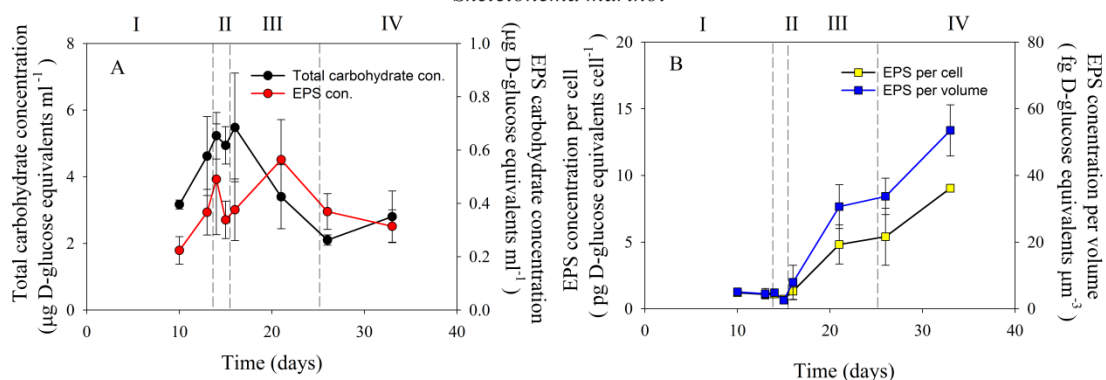 Skeletonema marinoi
I II III IV
A
Total carbohydrate con.
EPS con.
Total carbohydrate concentration
(µg D-glucose equivalents ml⁻¹)
8
6
4
2
0
1.0
0.8
0.6
0.4
0.2
0.0
EPS carbohydrate concentration
(µg D-glucose equivalents ml⁻¹)
0 10 20 30 40
Time (days)
I II III IV
B
EPS per cell
EPS per volume
EPS concentration per cell
(pg D-glucose equivalents cell⁻¹)
20
15
10
5
0
80
60
40
20
0
EPS conentration
per volume
(fg D-glucose equivalents µm⁻³)
0 10 20 30 40
Time (days)